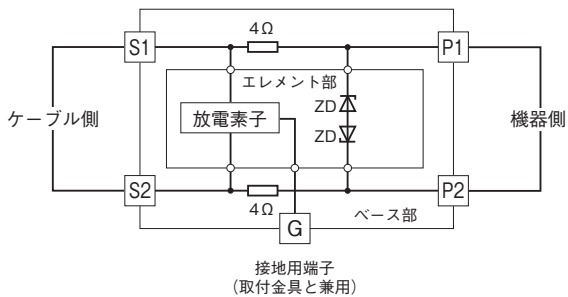 4Ω
S1
P1
エレメント部
ZD
放電素子
ZD
ケーブル側
機器側
S2
P2
4Ω
ベース部
G
接地用端子
（取付金具と兼用）